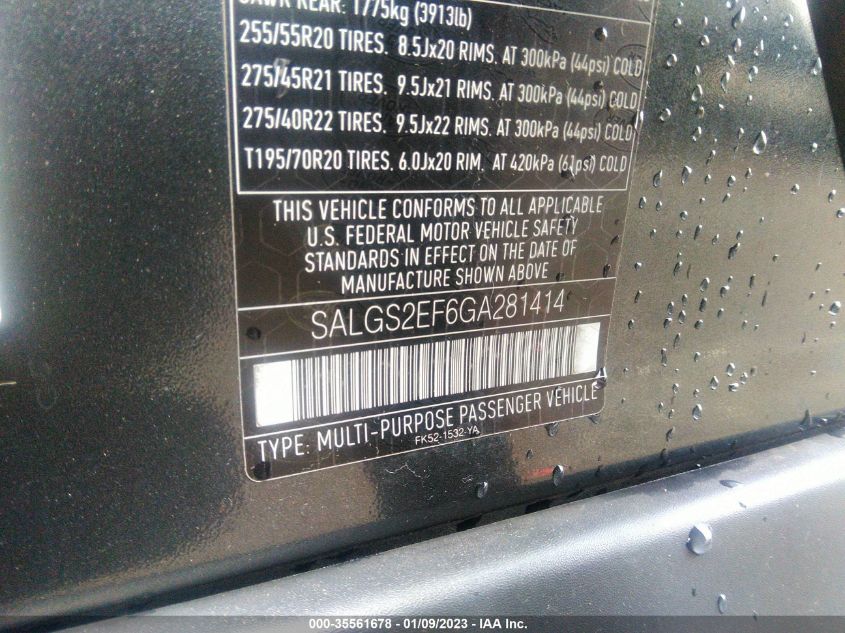 GAWR REAR: 1775kg (3913lb)
255/55R20 TIRES. 8.5Jx20 RIMS. AT 300kPa (44psi) COLD
275/45R21 TIRES. 9.5Jx21 RIMS. AT 300kPa (44psi) COLD
275/40R22 TIRES. 9.5Jx22 RIMS. AT 300kPa (44psi) COLD
T195/70R20 TIRES. 6.0Jx20 RIM. AT 420kPa (61psi) COLD
THIS VEHICLE CONFORMS TO ALL APPLICABLE
U.S. FEDERAL MOTOR VEHICLE SAFETY
STANDARDS IN EFFECT ON THE DATE OF
MANUFACTURE SHOWN ABOVE
SALGS2EF6GA281414
TYPE: MULTI-PURPOSE PASSENGER VEHICLE
FK52-1532-YA
000-35561678 - 01/09/2023 - IAA Inc.